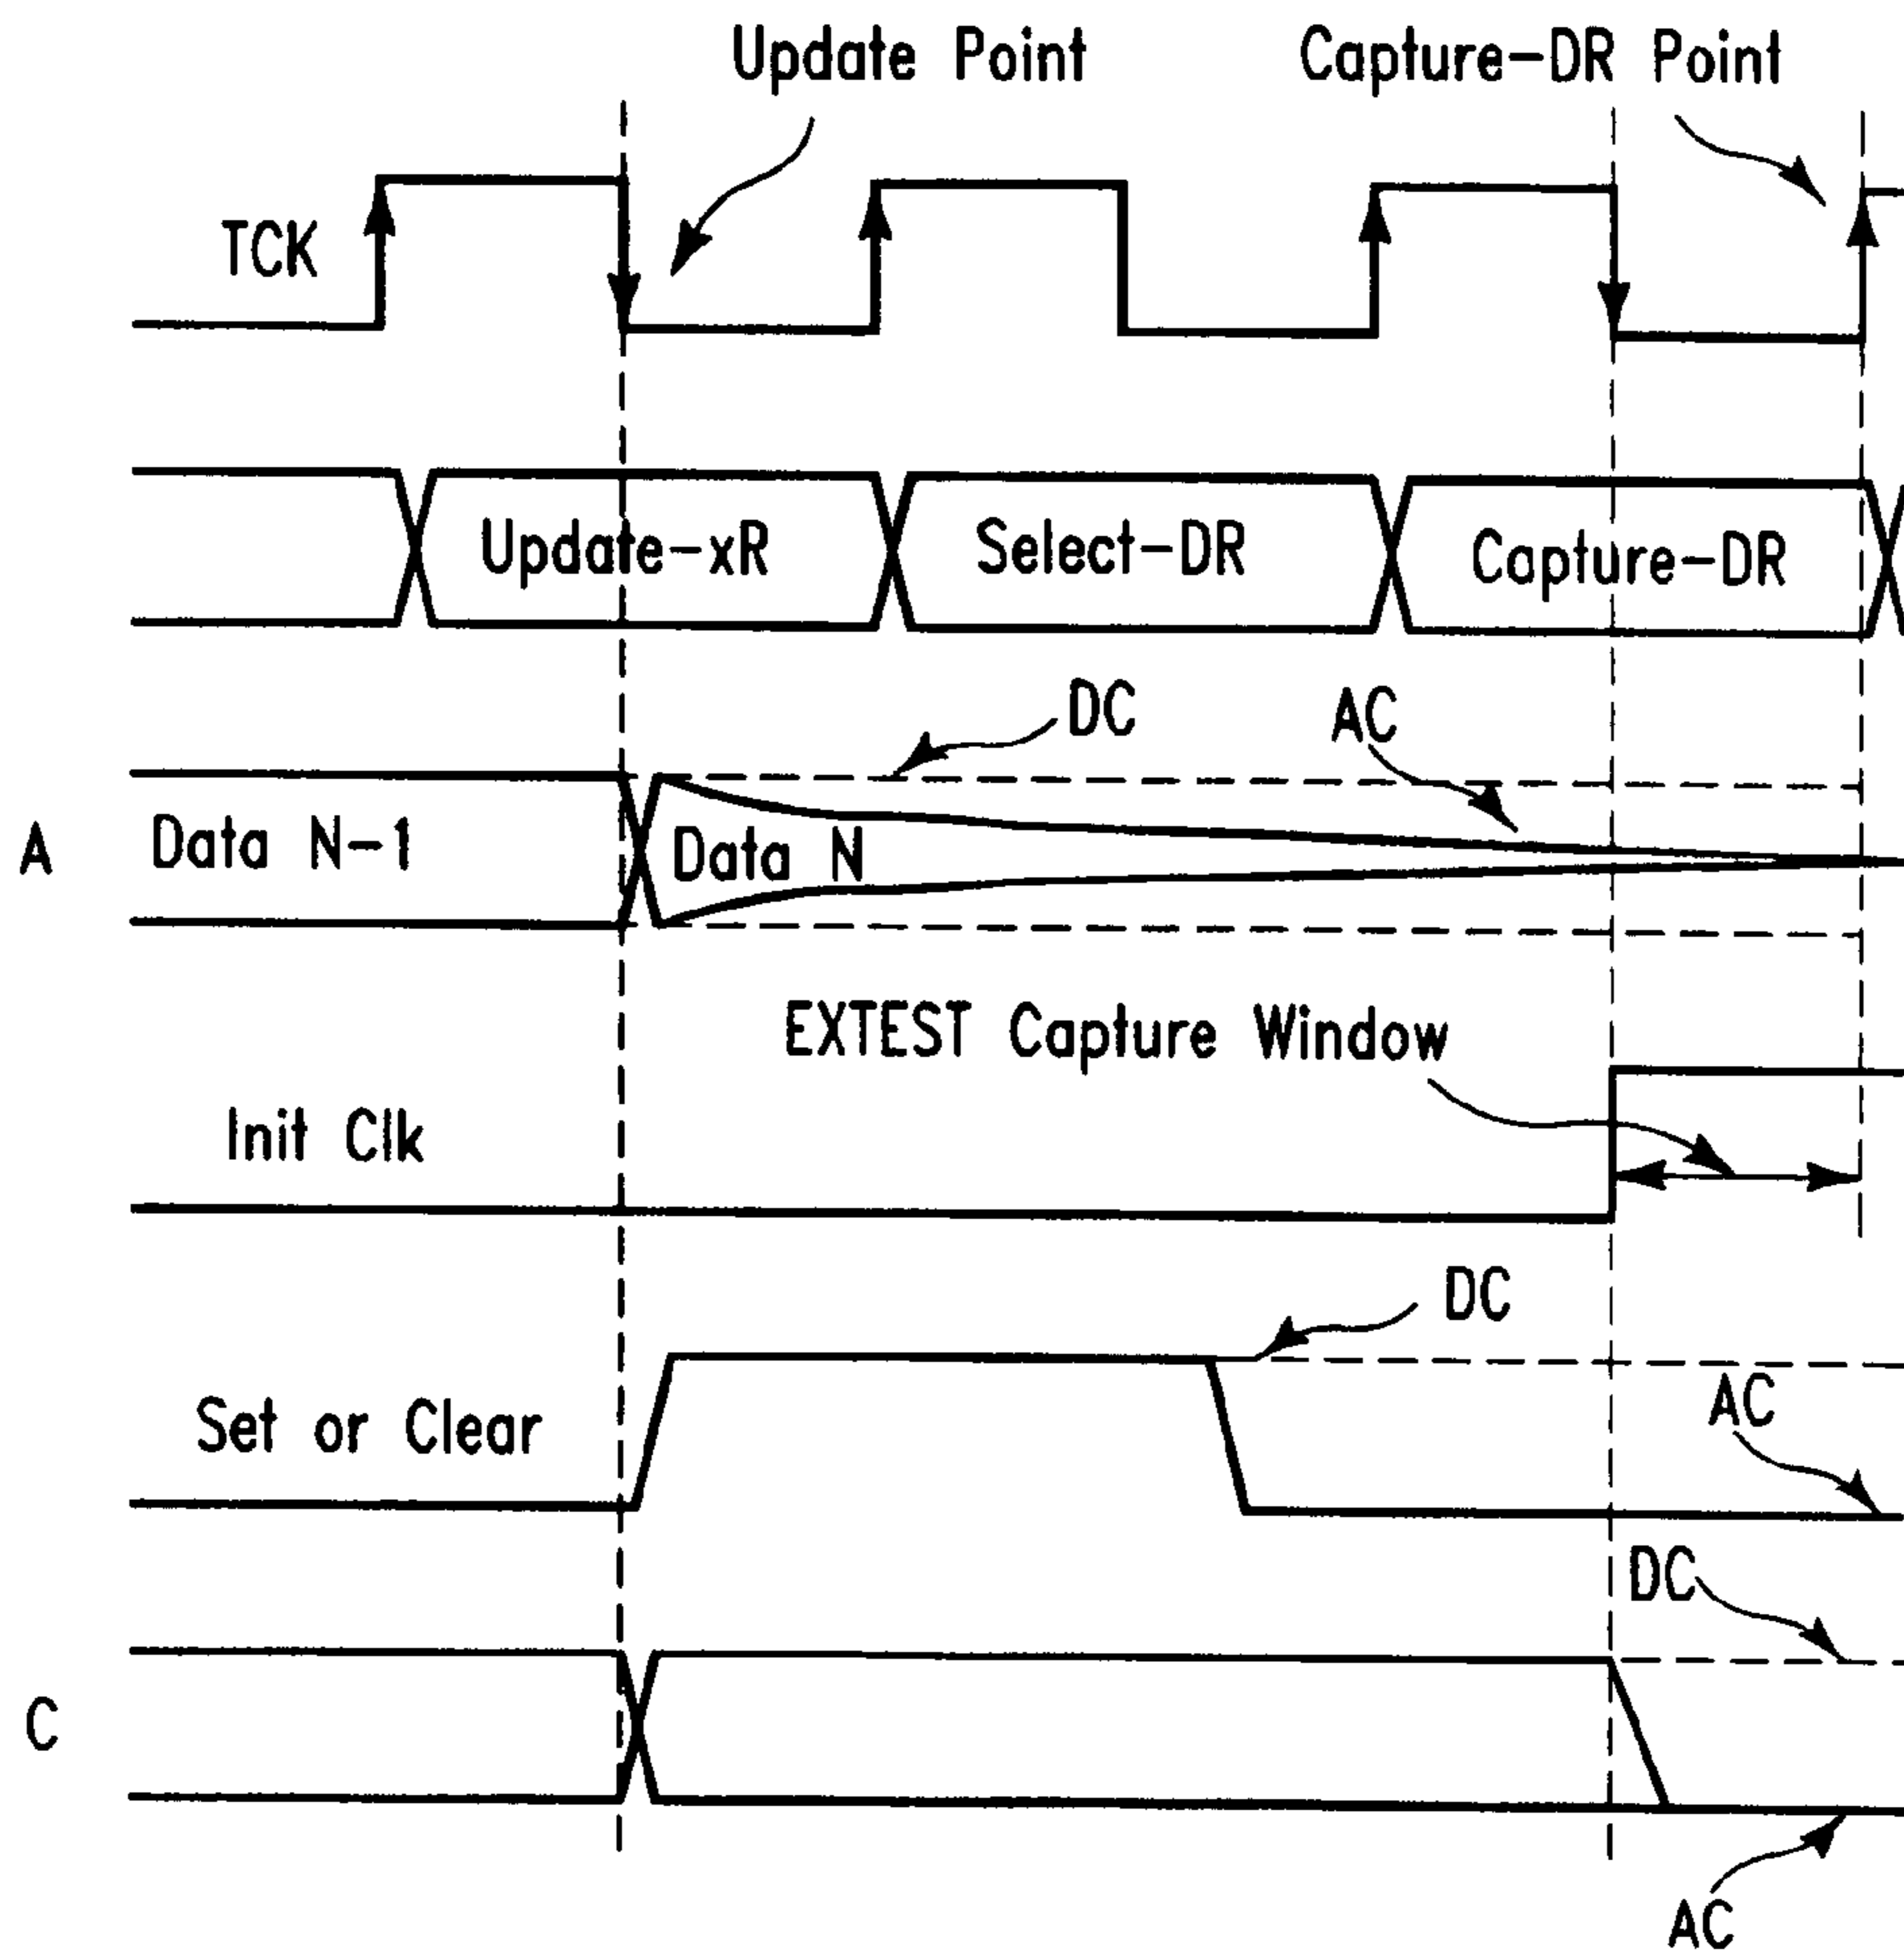 Update Point
Capture-DR Point
TCK
Update-xR
Select-DR
Capture-DR
DC
AC
A
Data N-1
Data N
EXTEST Capture Window
Init Clk
DC
Set or Clear
AC
DC
C
AC